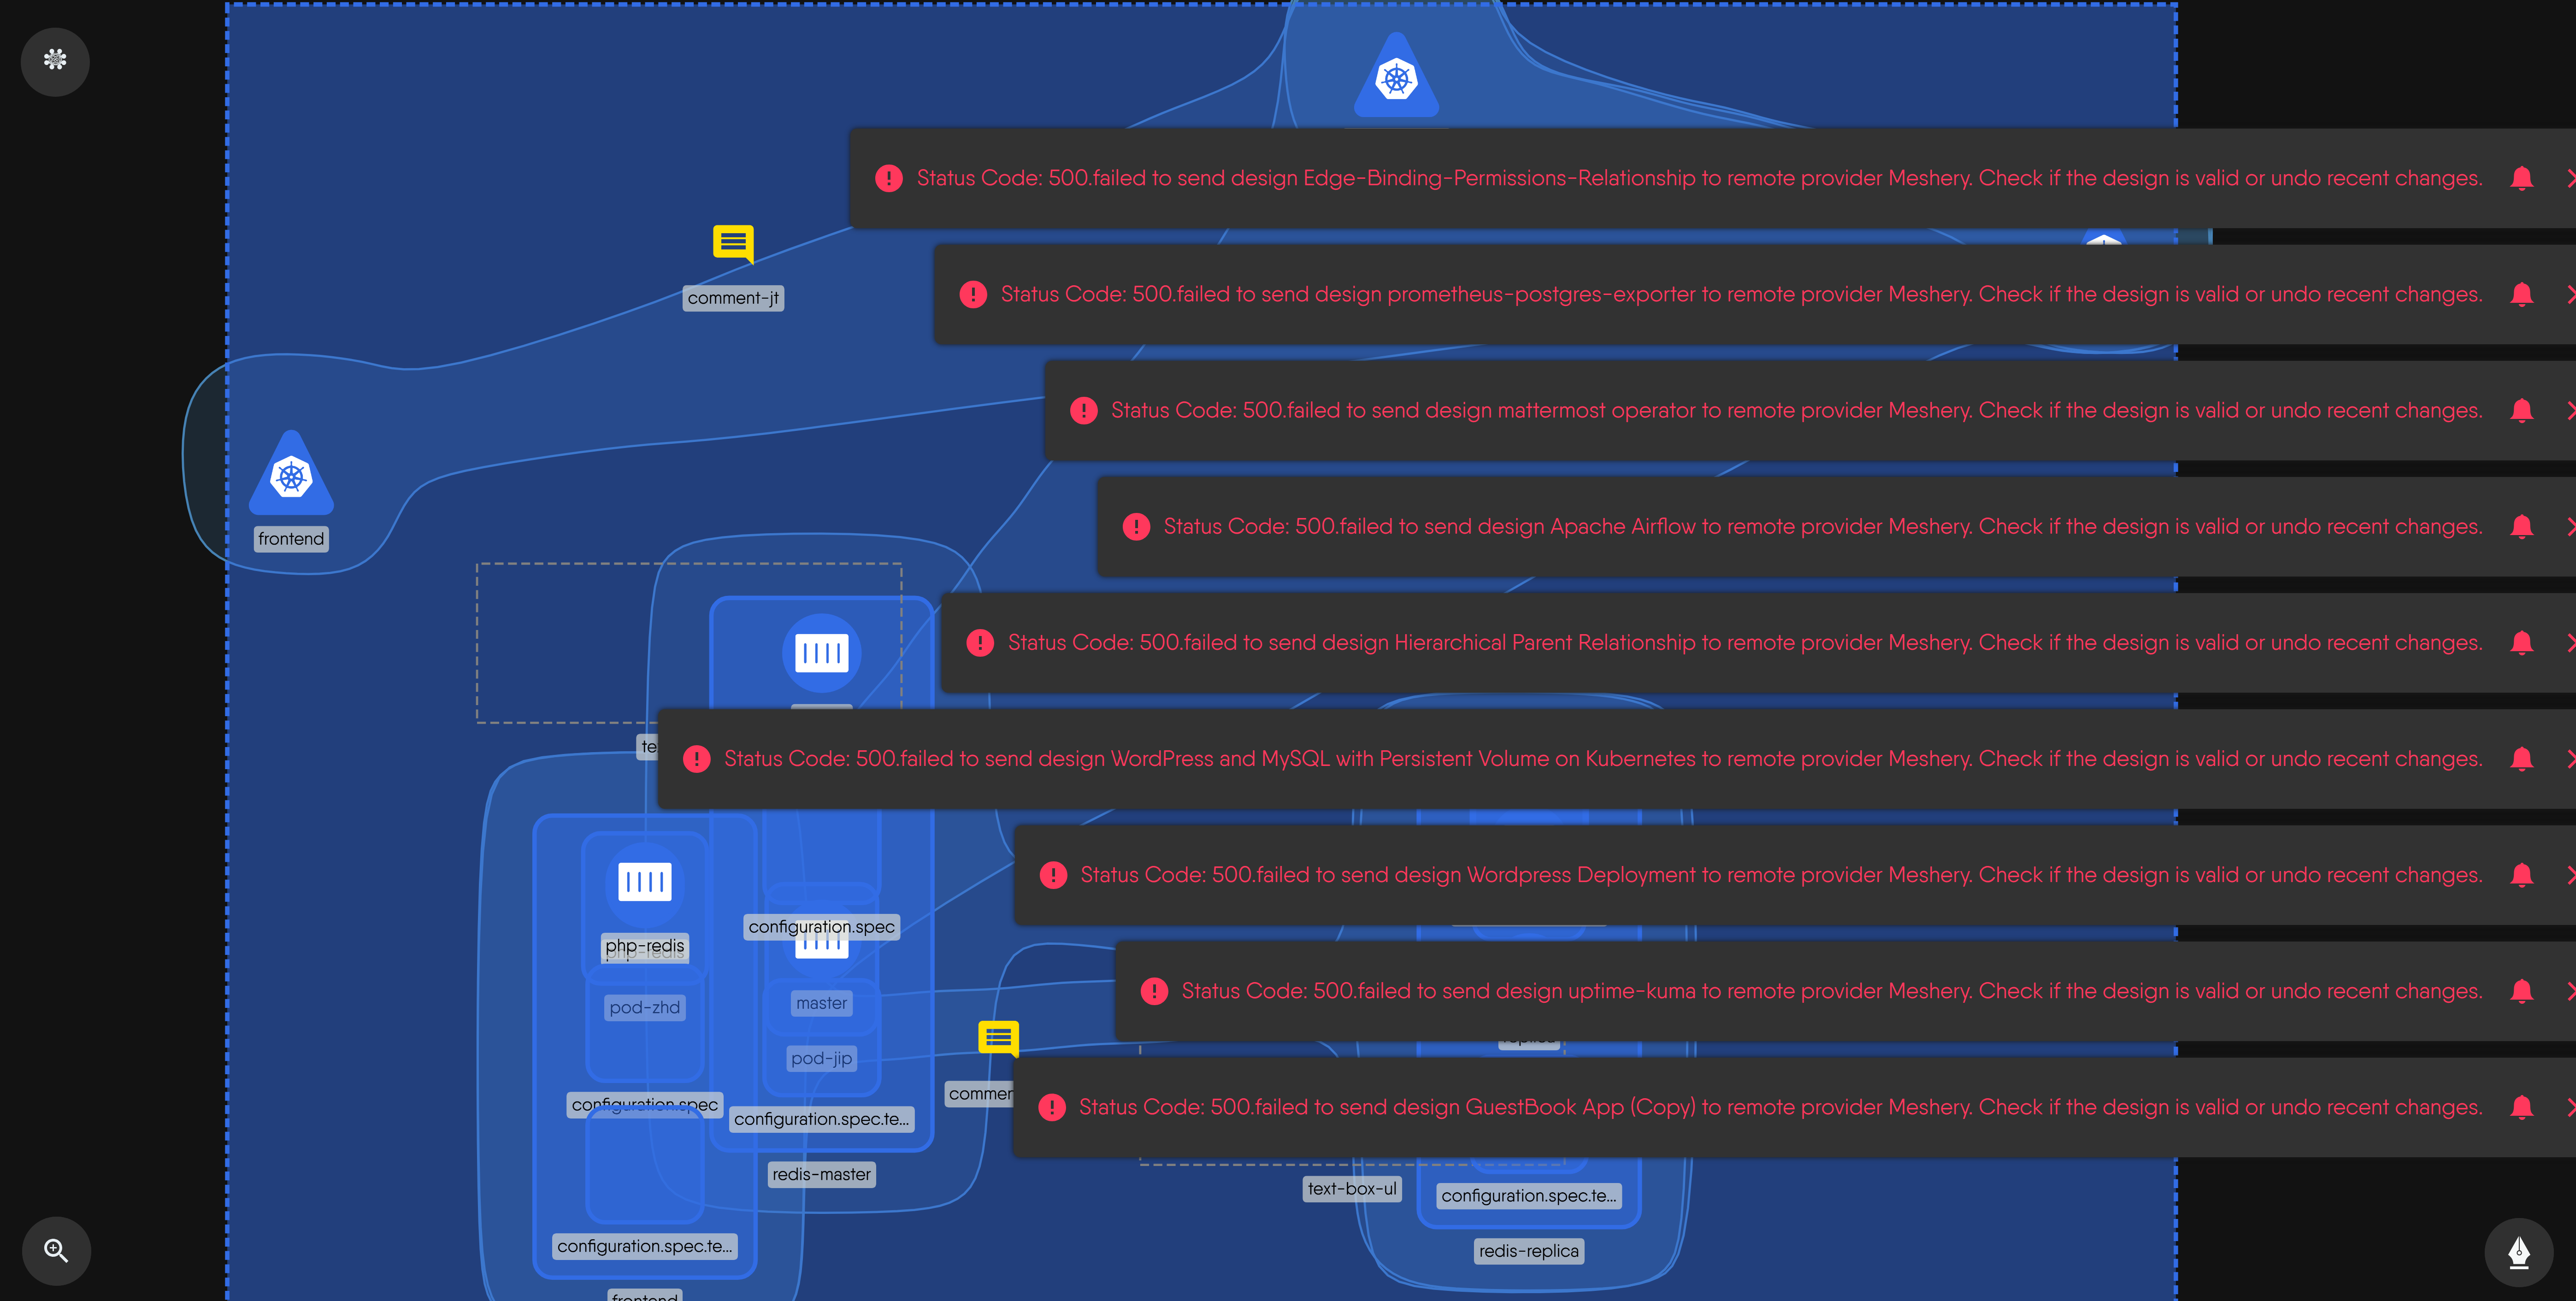 Status Code: 500.failed to send design Edge-Binding-Permissions-Relationship to remote provider Meshery. Check if the design is valid or undo recent changes.
comment-jt
Status Code: 500.failed to send design prometheus-postgres-exporter to remote provider Meshery. Check if the design is valid or undo recent changes.
Status Code: 500.failed to send design mattermost operator to remote provider Meshery. Check if the design is valid or undo recent changes.
frontend
Status Code: 500.failed to send design Apache Airflow to remote provider Meshery. Check if the design is valid or undo recent changes.
Status Code: 500.failed to send design Hierarchical Parent Relationship to remote provider Meshery. Check if the design is valid or undo recent changes.
te
Status Code: 500.failed to send design WordPress and MySQL with Persistent Volume on Kubernetes to remote provider Meshery. Check if the design is valid or undo recent changes.
Status Code: 500.failed to send design Wordpress Deployment to remote provider Meshery. Check if the design is valid or undo recent changes.
configuration.spec
php-redis
php-redis
Status Code: 500.failed to send design uptime-kuma to remote provider Meshery. Check if the design is valid or undo recent changes.
master
pod-zhd
replica
pod-jip
commen
configuration.spec
Status Code: 500.failed to send design GuestBook App (Copy) to remote provider Meshery. Check if the design is valid or undo recent changes.
configuration.spec.te...
redis-master
text-box-ul
configuration.spec.te...
configuration.spec.te...
redis-replica
frontend